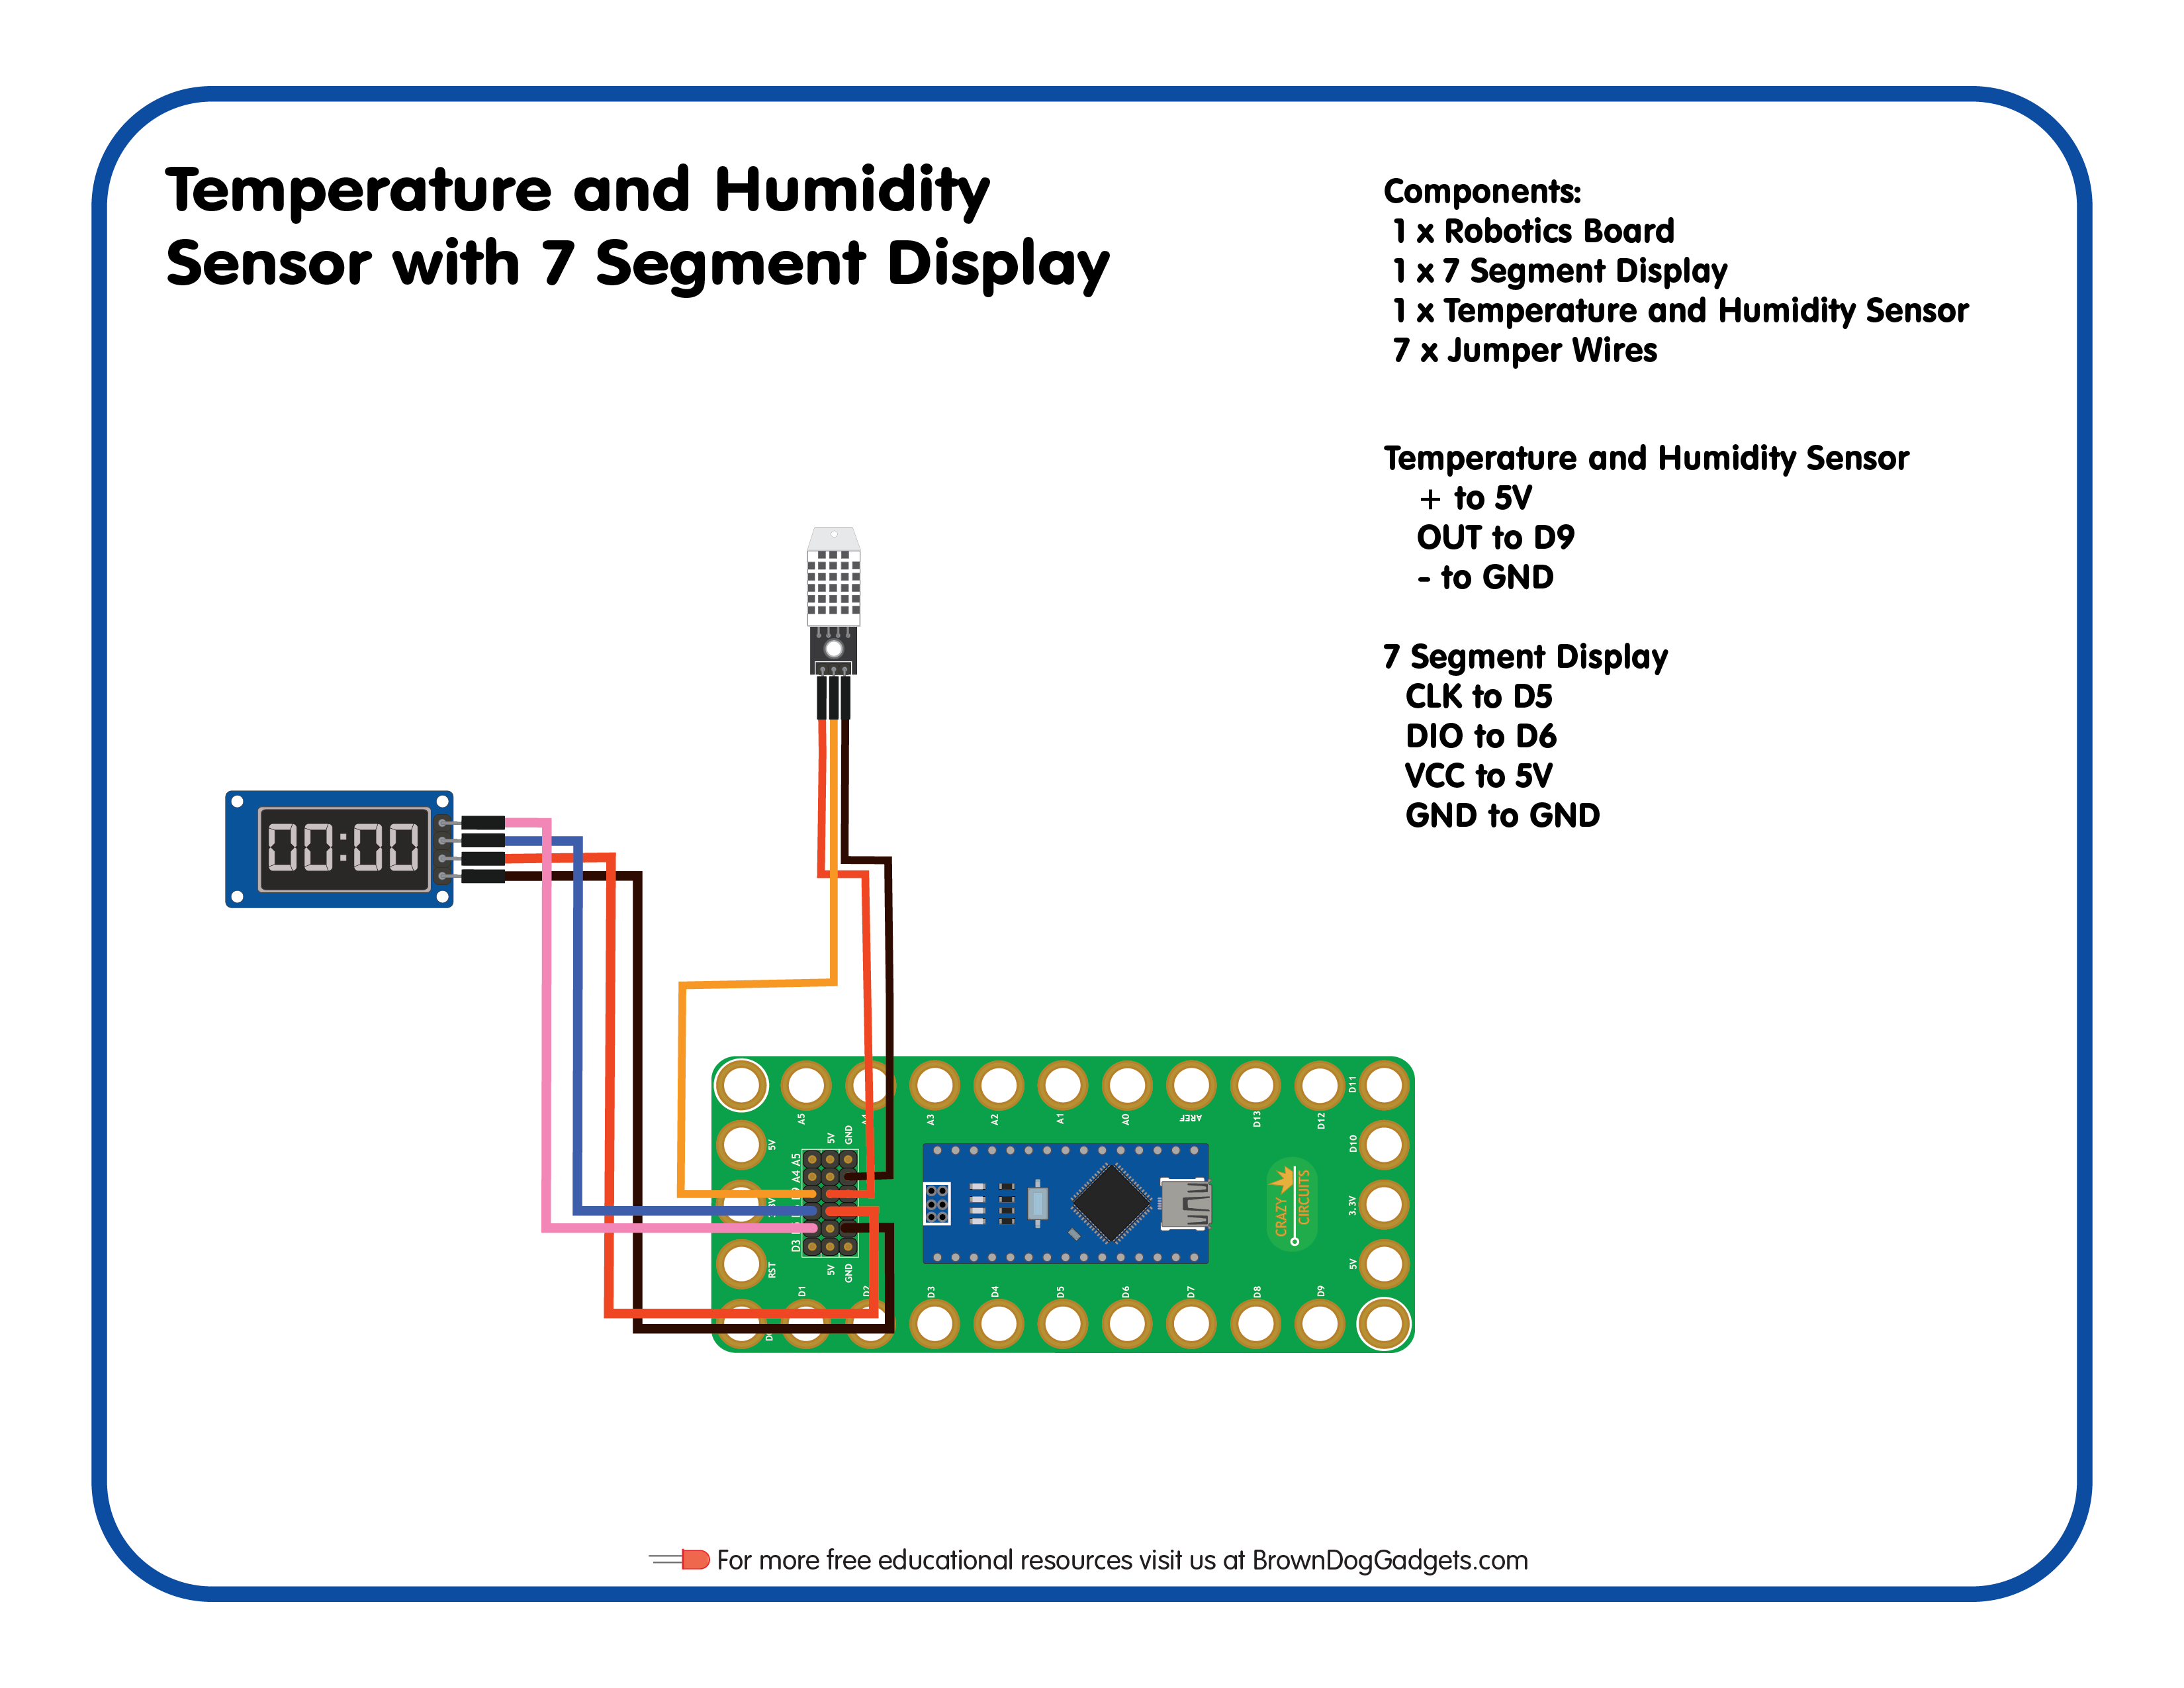 Temperature and Humidity
Sensor with 7 Segment Display
Components:
1 x Robotics Board
1 x 7 Segment Display
1 x Temperature and Humidity Sensor
7 x Jumper Wires
Temperature and Humidity Sensor
+ to 5V
OUT to D9
- to GND
7 Segment Display
CLK to D5
DIO to D6
VCC to 5V
GND to GND
00:00
A5
A3
A2
A1
A0
AREF
D13
D12
D11
5V
5V
GND
D10
A5
A4
3.3V
CRAZY
CIRCUITS
D3
RST
5V
GND
5V
D1
D2
D3
D4
D5
D6
D7
D8
D9
For more free educational resources visit us at BrownDogGadgets.com